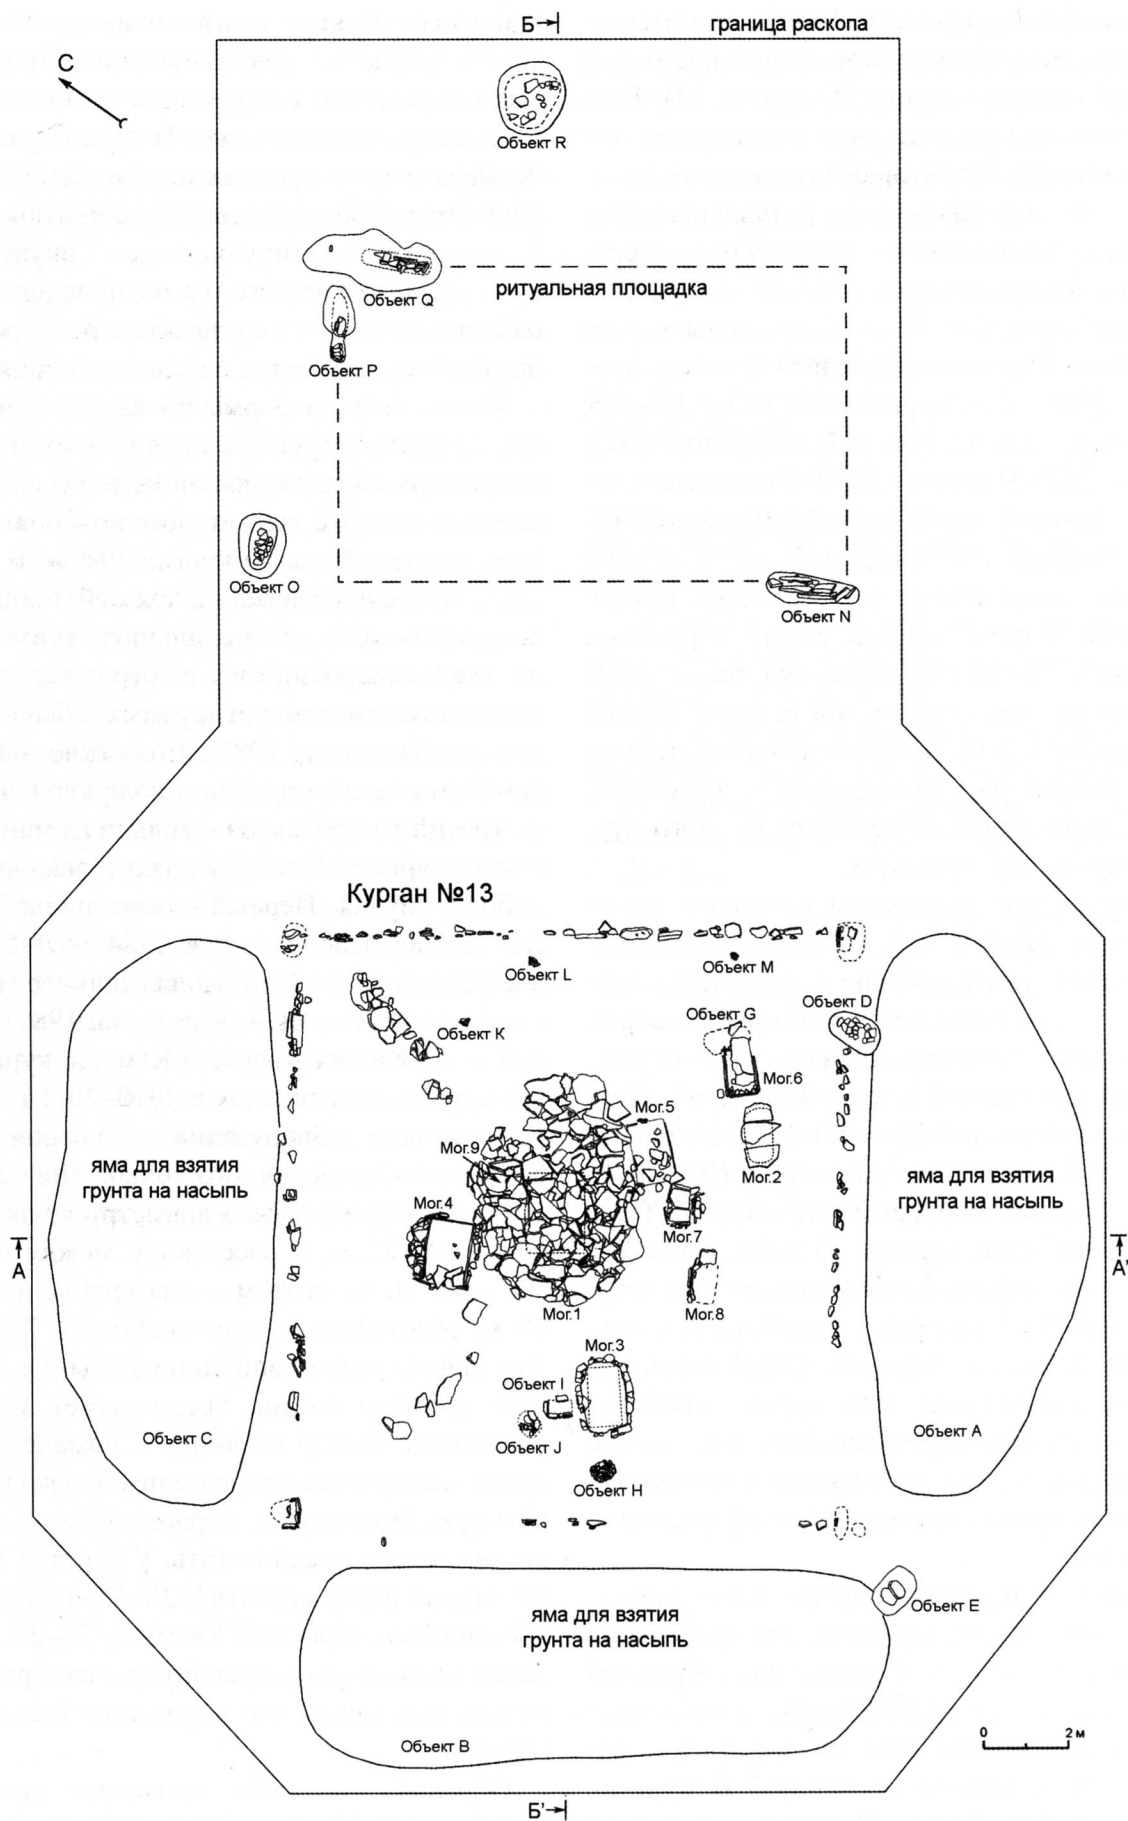 Б
граница раскопа
С
Объект R
Объект Q
ритуальная площадка
Объект P
Объект O
Объект N
Курган №13
Объект L
Объект M
Объект K
Объект G
Объект D
Мог.6
Мог.5
Мог.9
Мог.2
яма для взятия
грунта на насыпь
яма для взятия
грунта на насыпь
Мог.4
Мог.7
А
А'
Мог.1
Мог.8
Мог.3
Объект I
Объект C
Объект J
Объект A
Объект H
Объект E
яма для взятия
грунта на насыпь
Объект B
0 2 м
Б'